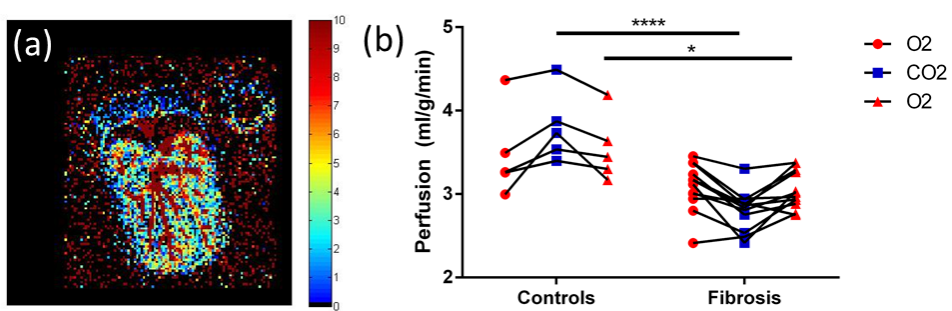 (a)
10
9
8
7
6
5
4
3
2
1
0
(b)
Perfusion (ml/g/min)
5
4
3
2
****
*
Controls
Fibrosis
O2
CO2
O2